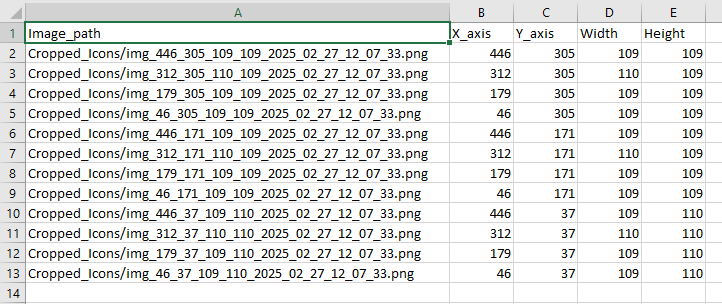 A B C D E
1 Image_path X_axis Y_axis Width Height
2 Cropped_Icons/img_446_305_109_109_2025_02_27_12_07_33.png 446 305 109 109
3 Cropped_Icons/img_312_305_110_109_2025_02_27_12_07_33.png 312 305 110 109
4 Cropped_Icons/img_179_305_109_109_2025_02_27_12_07_33.png 179 305 109 109
5 Cropped_Icons/img_46_305_109_109_2025_02_27_12_07_33.png 46 305 109 109
6 Cropped_Icons/img_446_171_109_109_2025_02_27_12_07_33.png 446 171 109 109
7 Cropped_Icons/img_312_171_110_109_2025_02_27_12_07_33.png 312 171 110 109
8 Cropped_Icons/img_179_171_109_109_2025_02_27_12_07_33.png 179 171 109 109
9 Cropped_Icons/img_46_171_109_109_2025_02_27_12_07_33.png 46 171 109 109
10 Cropped_Icons/img_446_37_109_110_2025_02_27_12_07_33.png 446 37 109 110
11 Cropped_Icons/img_312_37_110_110_2025_02_27_12_07_33.png 312 37 110 110
12 Cropped_Icons/img_179_37_109_110_2025_02_27_12_07_33.png 179 37 109 110
13 Cropped_Icons/img_46_37_109_110_2025_02_27_12_07_33.png 46 37 109 110
14